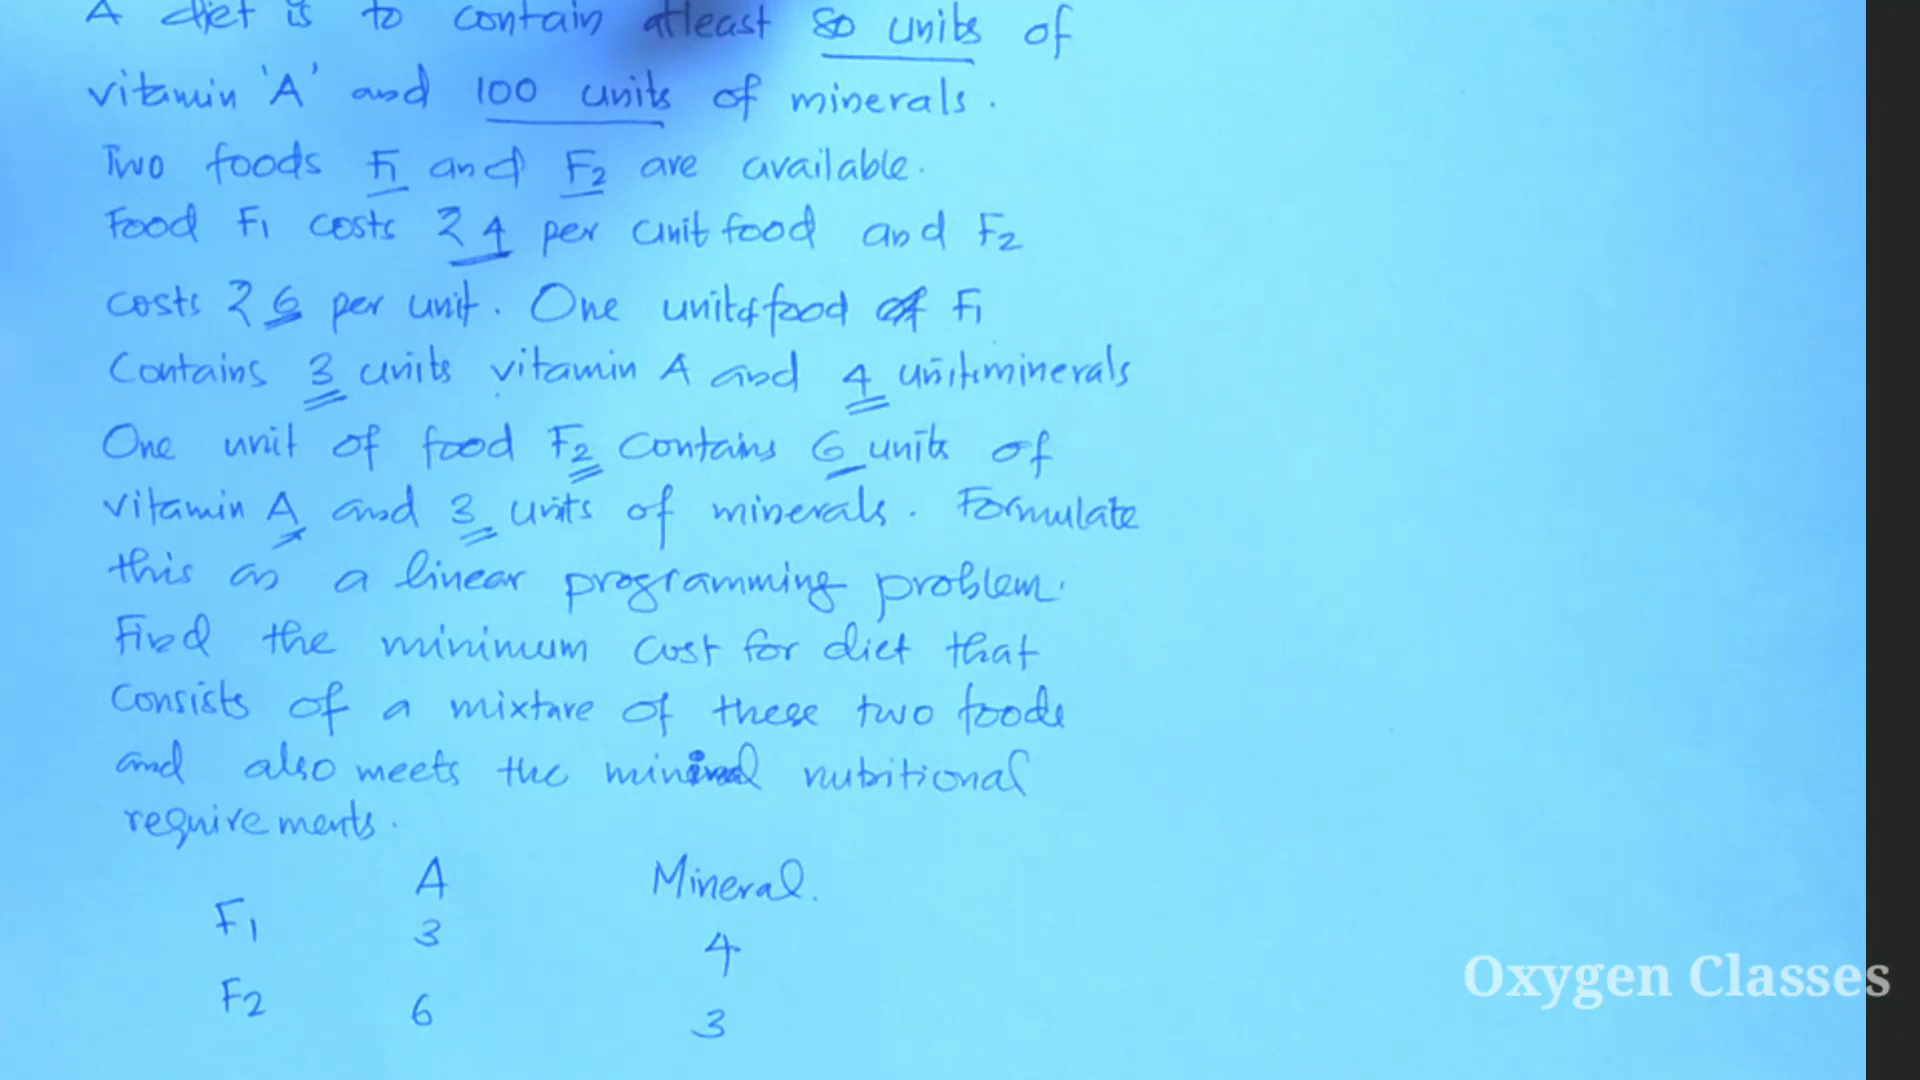 A diet is to contain atleast 80 units of
vitamin 'A' and 100 units of minerals.
Two foods F1 and F2 are available.
Food F1 costs ₹ 4 per unit food and F2
costs ₹ 6 per unit. One unit of food of F1
Contains 3 units vitamin A and 4 units minerals
One unit of food F2 contains 6 units of
vitamin A and 3 units of minerals. Formulate
this as a linear programming problem.
Find the minimum cost for diet that
consists of a mixture of these two foods
and also meets the nutritional
requirements.
A Mineral.
F1 3 4
F2 6 3
Oxygen Classes